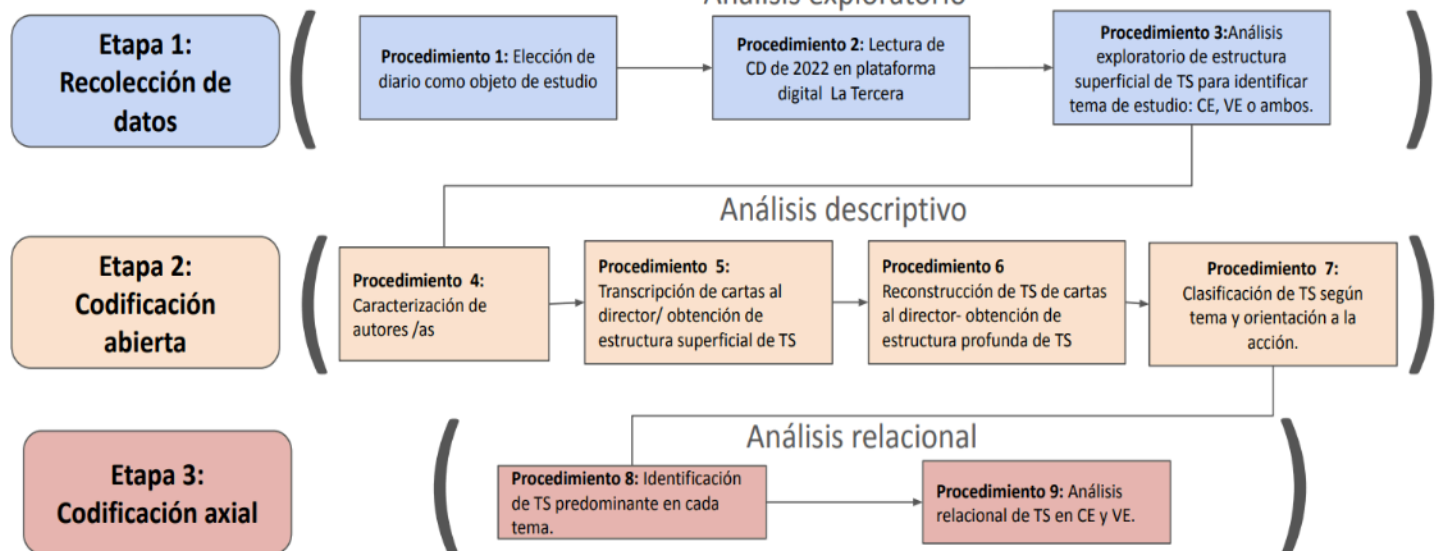 Análisis exploratorio
Etapa 1:
Recolección de
datos
Procedimiento 1: Elección de
diario como objeto de estudio
Procedimiento 2: Lectura de
CD de 2022 en plataforma
digital La Tercera
Procedimiento 3:Análisis
exploratorio de estructura
superficial de TS para identificar
tema de estudio: CE, VE o ambos.
Análisis descriptivo
Etapa 2:
Codificación
abierta
Procedimiento 4:
Caracterización de
autores /as
Procedimiento 5:
Transcripción de cartas al
director/ obtención de
estructura superficial de TS
Procedimiento 6
Reconstrucción de TS de cartas
al director- obtención de
estructura profunda de TS
Procedimiento 7:
Clasificación de TS según
tema y orientación a la
acción.
Análisis relacional
Etapa 3:
Codificación axial
Procedimiento 8: Identificación
de TS predominante en cada
tema.
Procedimiento 9: Análisis
relacional de TS en CE y VE.